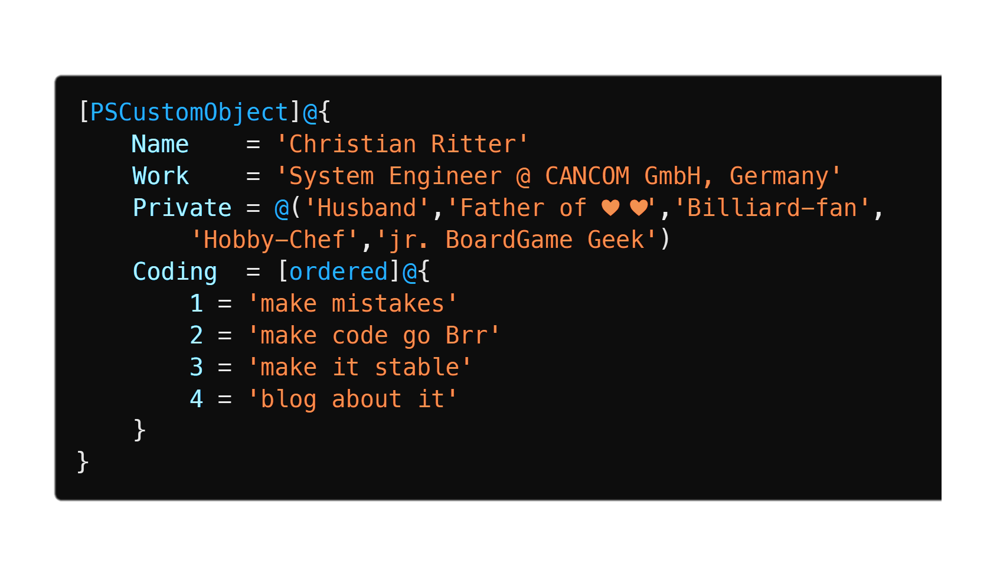 [PSCustomObject]@{
    Name    = 'Christian Ritter'
    Work    = 'System Engineer @ CANCOM GmbH, Germany'
    Private = @('Husband','Father of ♥ ♥','Billiard-fan',
        'Hobby-Chef','jr. BoardGame Geek')
    Coding  = [ordered]@{
        1 = 'make mistakes'
        2 = 'make code go Brr'
        3 = 'make it stable'
        4 = 'blog about it'
    }
}